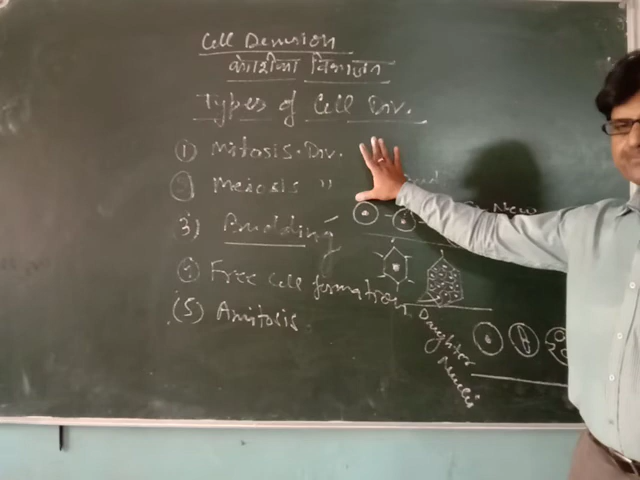 Cell Devision
कोशिका विभाजन
Types of Cell Div.
(1) Mitosis. Div.
(2) Meiosis "
3) Budding
(4) Free Cell formation
(5) Amitosis
New
Daughter
Nuclei